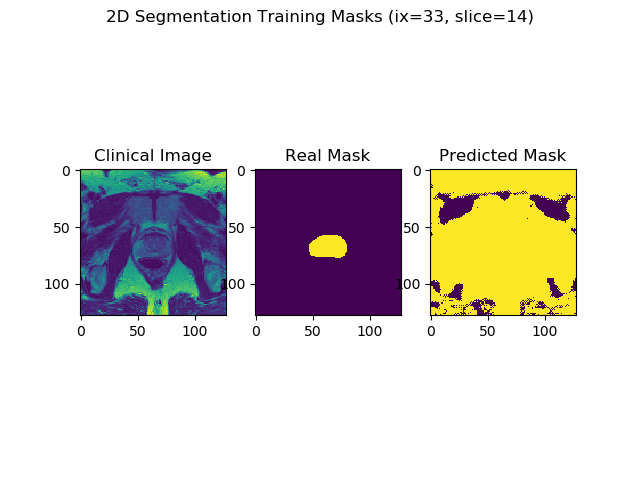 2D Segmentation Training Masks (ix=33, slice=14)
Clinical Image Real Mask Predicted Mask
0 0 0
50 50 50
100 100 100
0 50 100 0 50 100 0 50 100